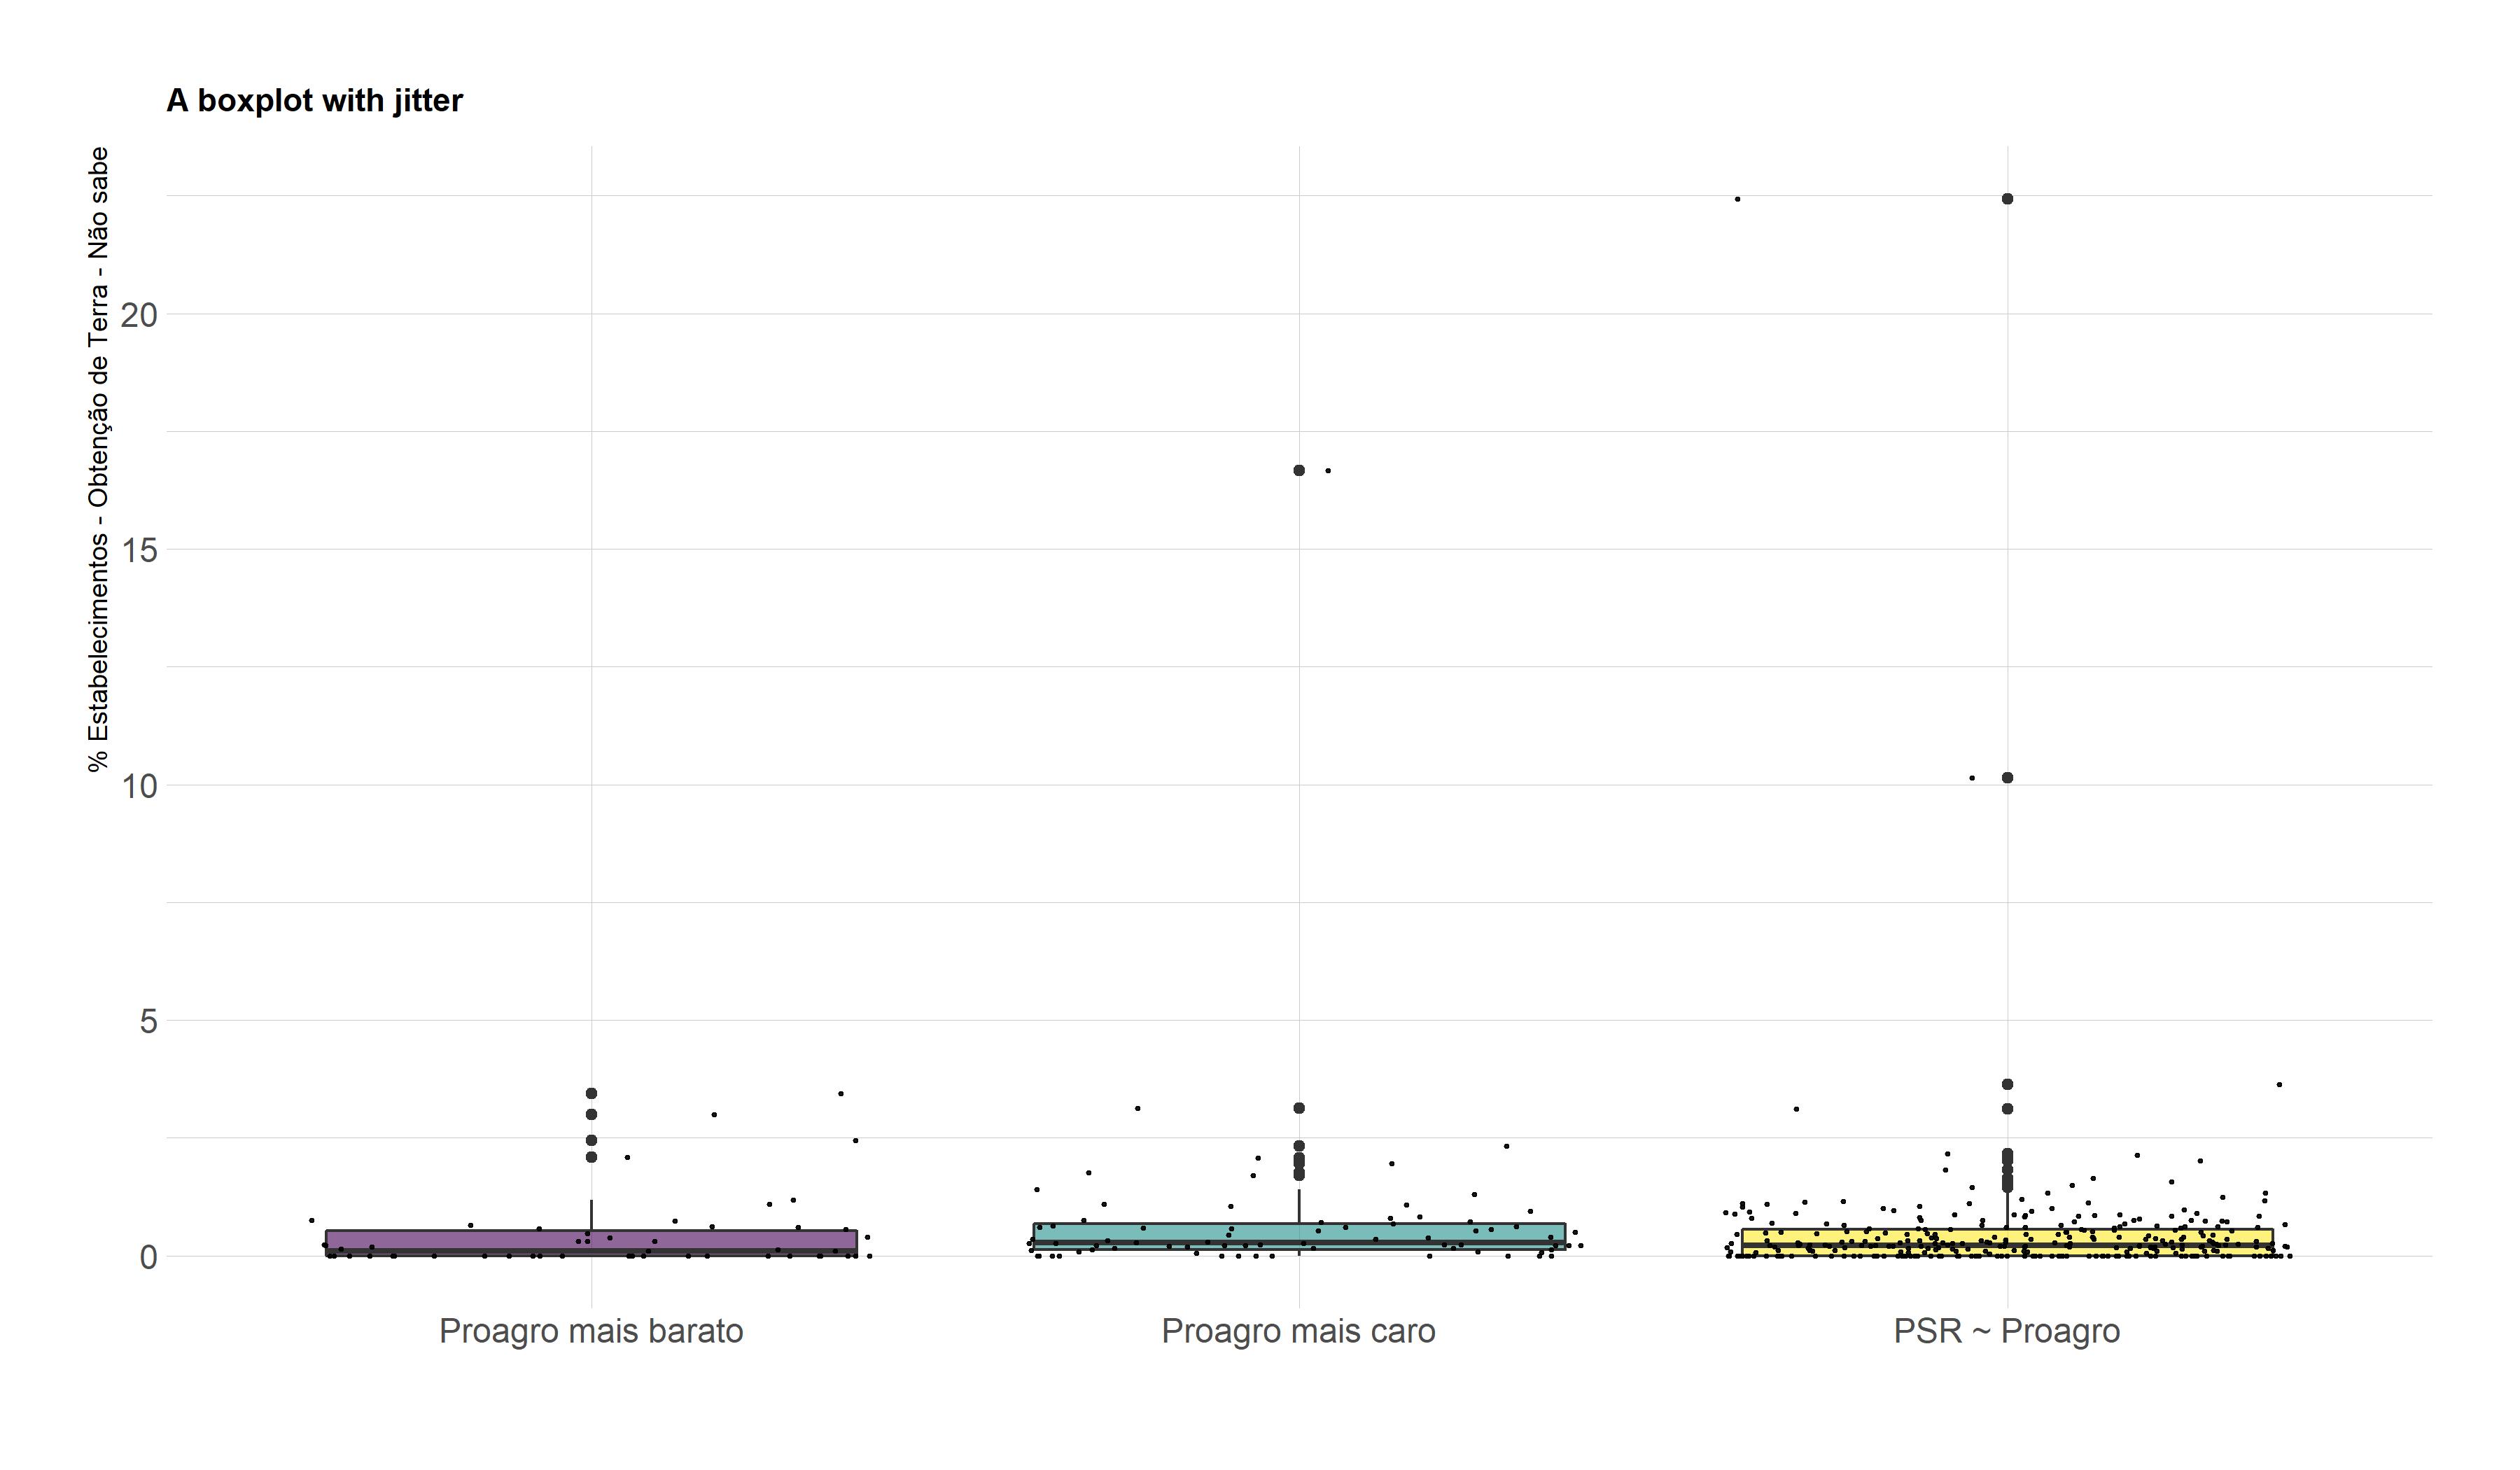 A boxplot with jitter
% Estabelecimentos - Obtenção de Terra - Não sabe
20
15
10
5
0
Proagro mais barato
Proagro mais caro
PSR ~ Proagro